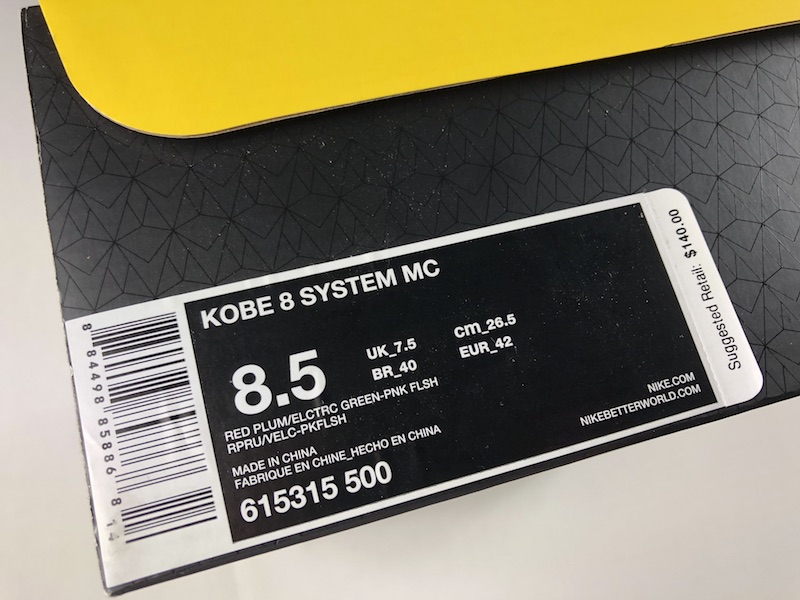 KOBE 8 SYSTEM MC
8.5
UK_7.5
cm_26.5
BR_40
EUR_42
RED PLUM/ELCTRC GREEN-PNK FLSH
RPRU/VELC-PKFLSH
MADE IN CHINA
FABRIQUE EN CHINE_HECHO EN CHINA
615315 500
NIKE.COM
NIKEBETTERWORLD.COM
Suggested Retail: $140.00
8 84498 85886 8 14